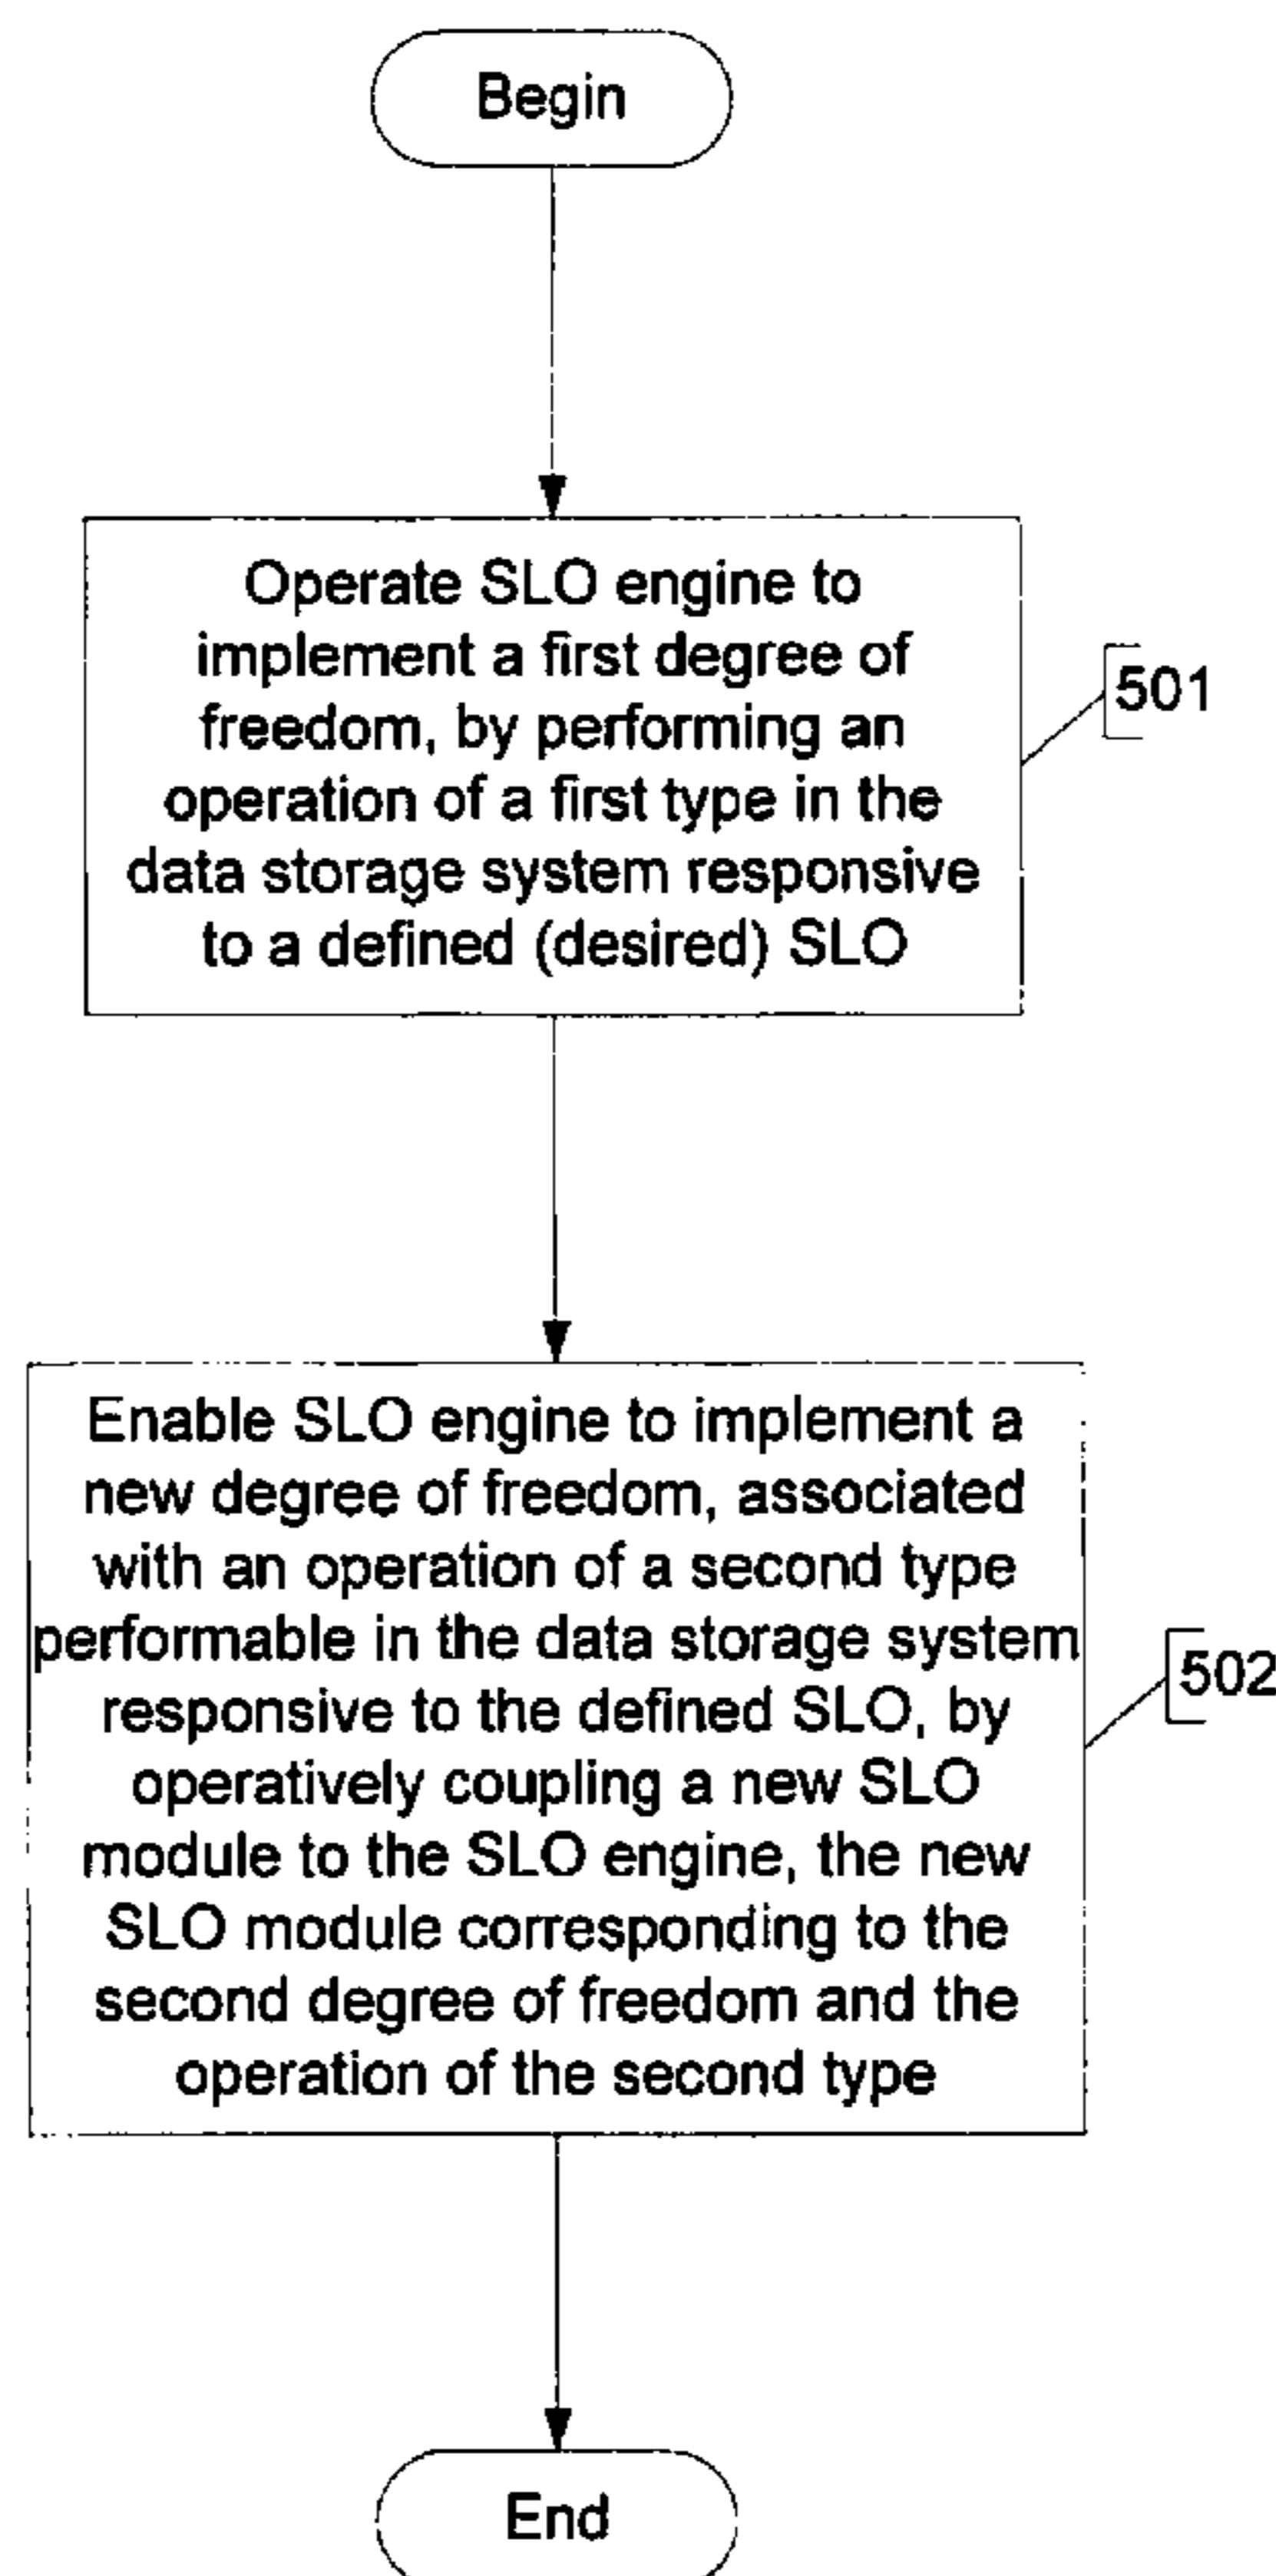 Begin
Operate SLO engine to
implement a first degree of
freedom, by performing an
operation of a first type in the
data storage system responsive
to a defined (desired) SLO
501
Enable SLO engine to implement a
new degree of freedom, associated
with an operation of a second type
performable in the data storage system
responsive to the defined SLO, by
operatively coupling a new SLO
module to the SLO engine, the new
SLO module corresponding to the
second degree of freedom and the
operation of the second type
502
End